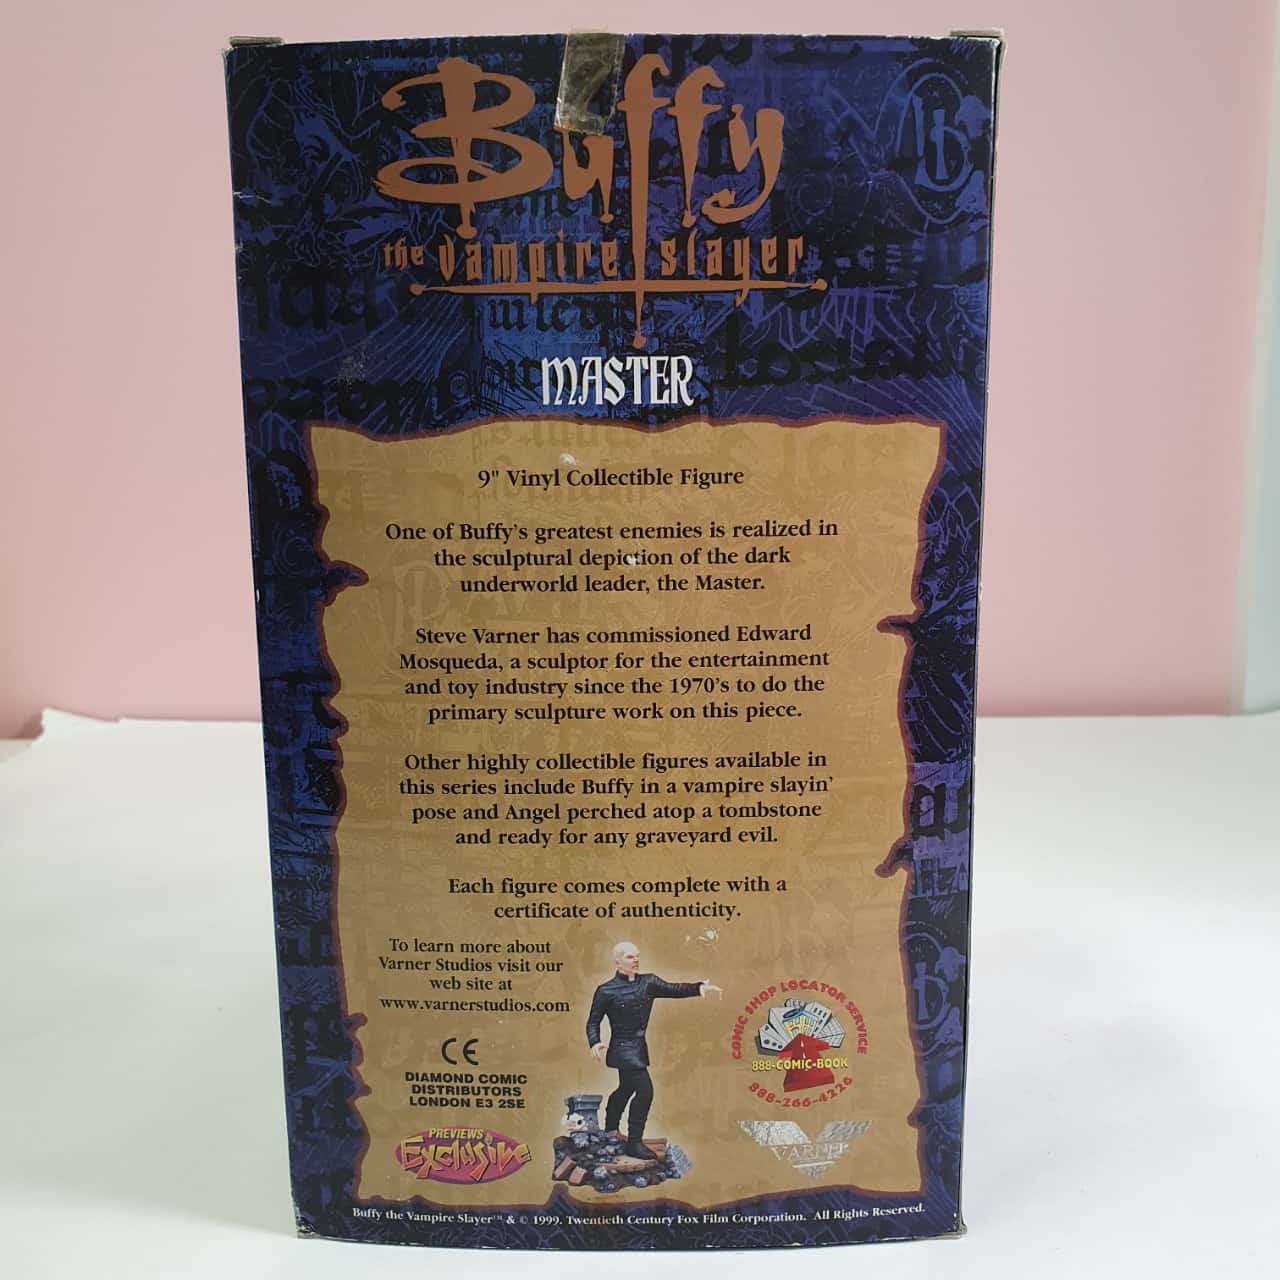 Buffy
the vampire slayer
MASTER
9" Vinyl Collectible Figure
One of Buffy's greatest enemies is realized in
the sculptural depiction of the dark
underworld leader, the Master.
Steve Varner has commissioned Edward
Mosqueda, a sculptor for the entertainment
and toy industry since the 1970's to do the
primary sculpture work on this piece.
Other highly collectible figures available in
this series include Buffy in a vampire slayin'
pose and Angel perched atop a tombstone
and ready for any graveyard evil.
Each figure comes complete with a
certificate of authenticity.
To learn more about
Varner Studios visit our
web site at
www.varnerstudios.com
CE
DIAMOND COMIC
DISTRIBUTORS
LONDON E3 2SE
PREVIEWS
Exclusive
COMIC SHOP LOCATOR SERVICE
888-COMIC-BOOK
888-266-4226
VARNER
Buffy the Vampire Slayer™ & © 1999. Twentieth Century Fox Film Corporation. All Rights Reserved.